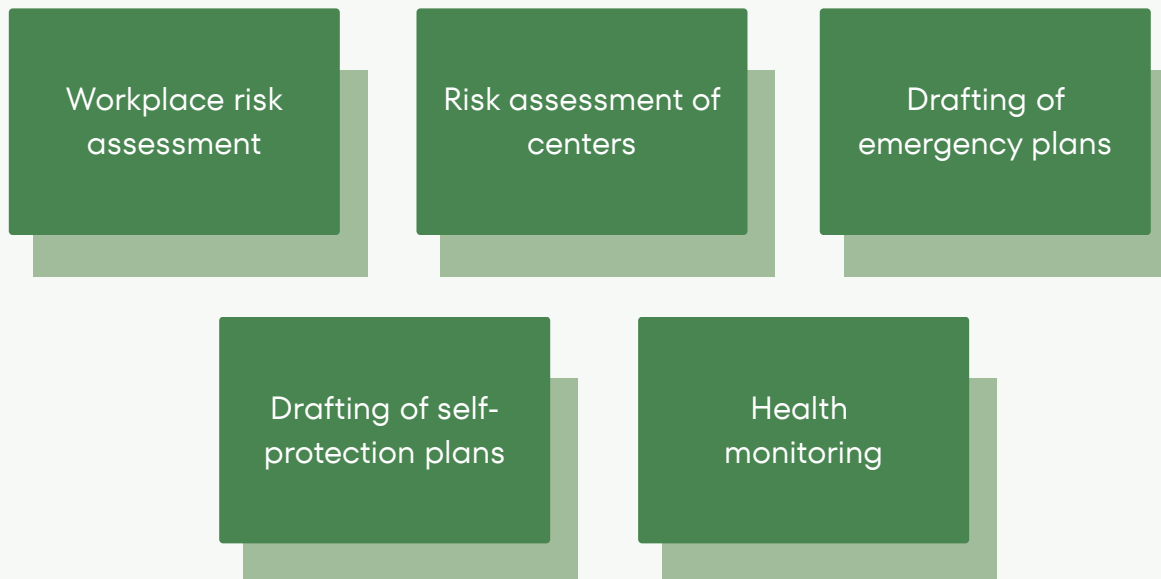 Workplace risk
assessment
Risk assessment of
centers
Drafting of
emergency plans
Drafting of self-
protection plans
Health
monitoring